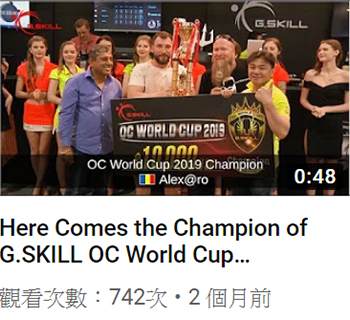 G.SKILL
G.SKILL
G.SKILL
OC WORLD CUP 2019
10,000
Champion
OC World Cup 2019 Champion
Alex@ro
0:48
Here Comes the Champion of
G.SKILL OC World Cup...
觀看次數：742次 • 2 個月前